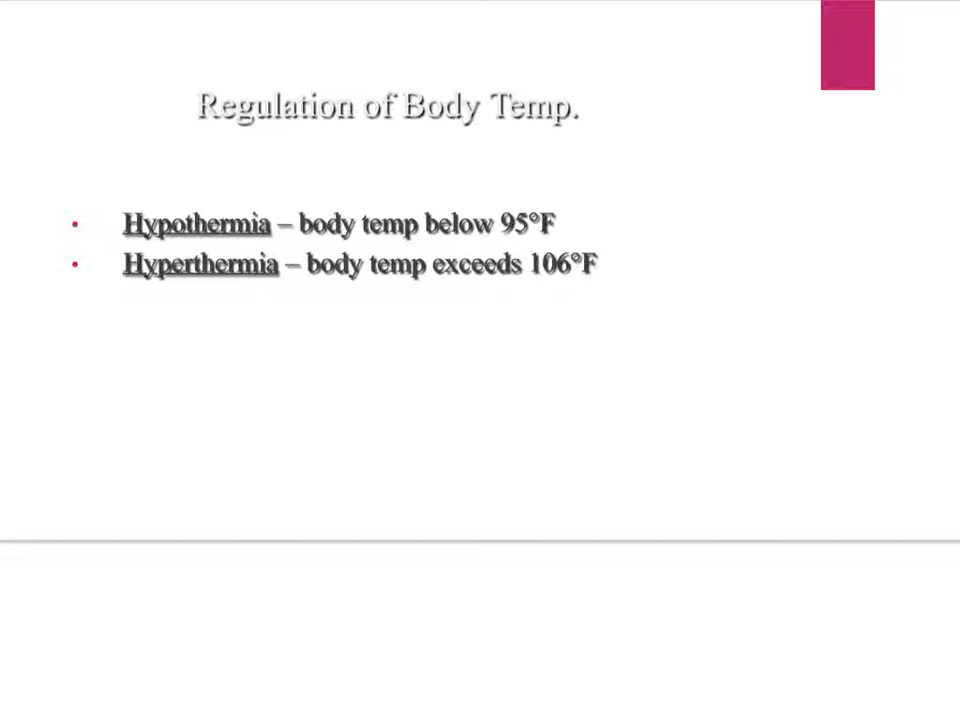 Regulation of Body Temp.
• Hypothermia – body temp below 95°F
• Hyperthermia – body temp exceeds 106°F